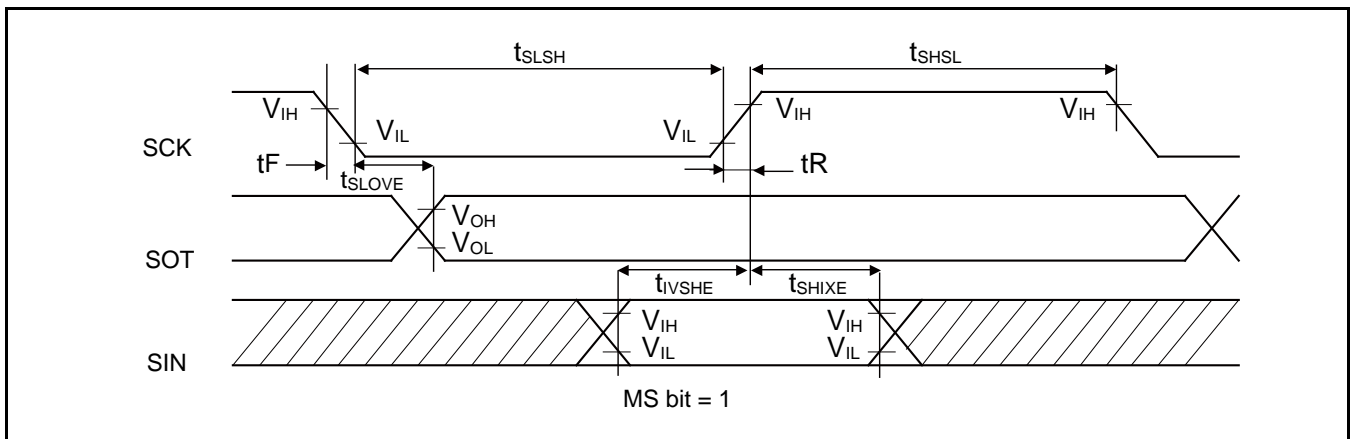 tSLSH
tSHSL
VIH
VIL
VIL
VIH
VIH
SCK
tF
tSLOVE
tR
VOH
VOL
SOT
tIVSHE
tSHIXE
VIH
VIH
VIL
VIL
SIN
MS bit = 1